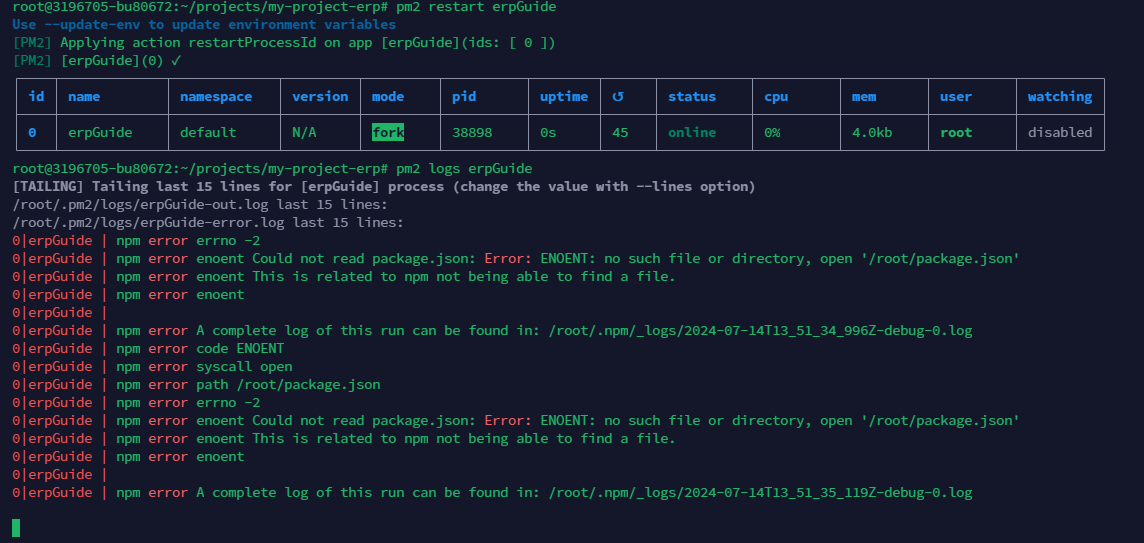 root@3196705-bu80672:~/projects/my-project-erp# pm2 restart erpGuide
Use --update-env to update environment variables
[PM2] Applying action restartProcessId on app [erpGuide](ids: [ 0 ])
[PM2] [erpGuide](0) ✓
id name namespace version mode pid uptime ↺ status cpu mem user watching
0 erpGuide default N/A fork 38898 0s 45 online 0% 4.0kb root disabled
root@3196705-bu80672:~/projects/my-project-erp# pm2 logs erpGuide
[TAILING] Tailing last 15 lines for [erpGuide] process (change the value with --lines option)
/root/.pm2/logs/erpGuide-out.log last 15 lines:
/root/.pm2/logs/erpGuide-error.log last 15 lines:
0|erpGuide | npm error errno -2
0|erpGuide | npm error enoent Could not read package.json: Error: ENOENT: no such file or directory, open '/root/package.json'
0|erpGuide | npm error enoent This is related to npm not being able to find a file.
0|erpGuide | npm error enoent
0|erpGuide |
0|erpGuide | npm error A complete log of this run can be found in: /root/.npm/_logs/2024-07-14T13_51_34_996Z-debug-0.log
0|erpGuide | npm error code ENOENT
0|erpGuide | npm error syscall open
0|erpGuide | npm error path /root/package.json
0|erpGuide | npm error errno -2
0|erpGuide | npm error enoent Could not read package.json: Error: ENOENT: no such file or directory, open '/root/package.json'
0|erpGuide | npm error enoent This is related to npm not being able to find a file.
0|erpGuide | npm error enoent
0|erpGuide |
0|erpGuide | npm error A complete log of this run can be found in: /root/.npm/_logs/2024-07-14T13_51_35_119Z-debug-0.log